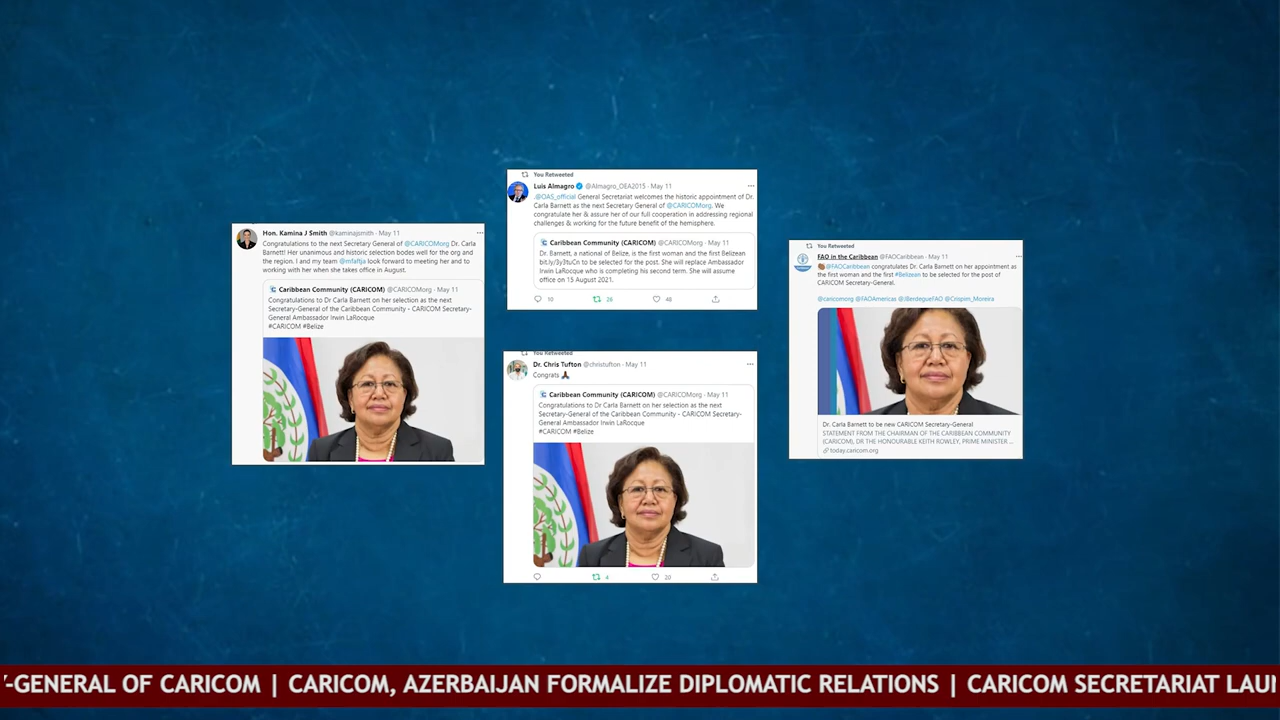 Hon. Kamina J Smith @kaminajsmith · May 11
Congratulations to the next Secretary General of @CARICOMorg Dr. Carla
Barnett! Her unanimous and historic selection bodes well for the org and
the region. I and my team @mfaftja look forward to meeting her and to
working with her when she takes office in August.
Caribbean Community (CARICOM) @CARICOMorg · May 11
Congratulations to Dr Carla Barnett on her selection as the next
Secretary-General of the Caribbean Community - CARICOM Secretary-
General Ambassador Irwin LaRocque
#CARICOM #Belize
You Retweeted
Luis Almagro @Almagro_OEA2015 · May 11
.@OAS_official General Secretariat welcomes the historic appointment of Dr.
Carla Barnett as the next Secretary General of @CARICOMorg. We
congratulate her & assure her of our full cooperation in addressing regional
challenges & working for the future benefit of the hemisphere.
Caribbean Community (CARICOM) @CARICOMorg · May 11
Dr. Barnett, a national of Belize, is the first woman and the first Belizean
bit.ly/3y3tuCn to be selected for the post. She will replace Ambassador
Irwin LaRocque who is completing his second term. She will assume
office on 15 August 2021.
10 26 48
You Retweeted
Dr. Chris Tufton @christufton · May 11
Congrats 🙏🏿
Caribbean Community (CARICOM) @CARICOMorg · May 11
Congratulations to Dr Carla Barnett on her selection as the next
Secretary-General of the Caribbean Community - CARICOM Secretary-
General Ambassador Irwin LaRocque
#CARICOM #Belize
4 20
You Retweeted
FAO in the Caribbean @FAOCaribbean · May 11
@FAOCaribbean congratulates Dr. Carla Barnett on her appointment as
the first woman and the first #Belizean to be selected for the post of
CARICOM Secretary-General.
@caricomorg @FAOAmericas @JBerdegueFAO @Crispim_Moreira
Dr. Carla Barnett to be new CARICOM Secretary-General
STATEMENT FROM THE CHAIRMAN OF THE CARIBBEAN COMMUNITY
(CARICOM), DR THE HONOURABLE KEITH ROWLEY, PRIME MINISTER ...
today.caricom.org
-GENERAL OF CARICOM | CARICOM, AZERBAIJAN FORMALIZE DIPLOMATIC RELATIONS | CARICOM SECRETARIAT LAU